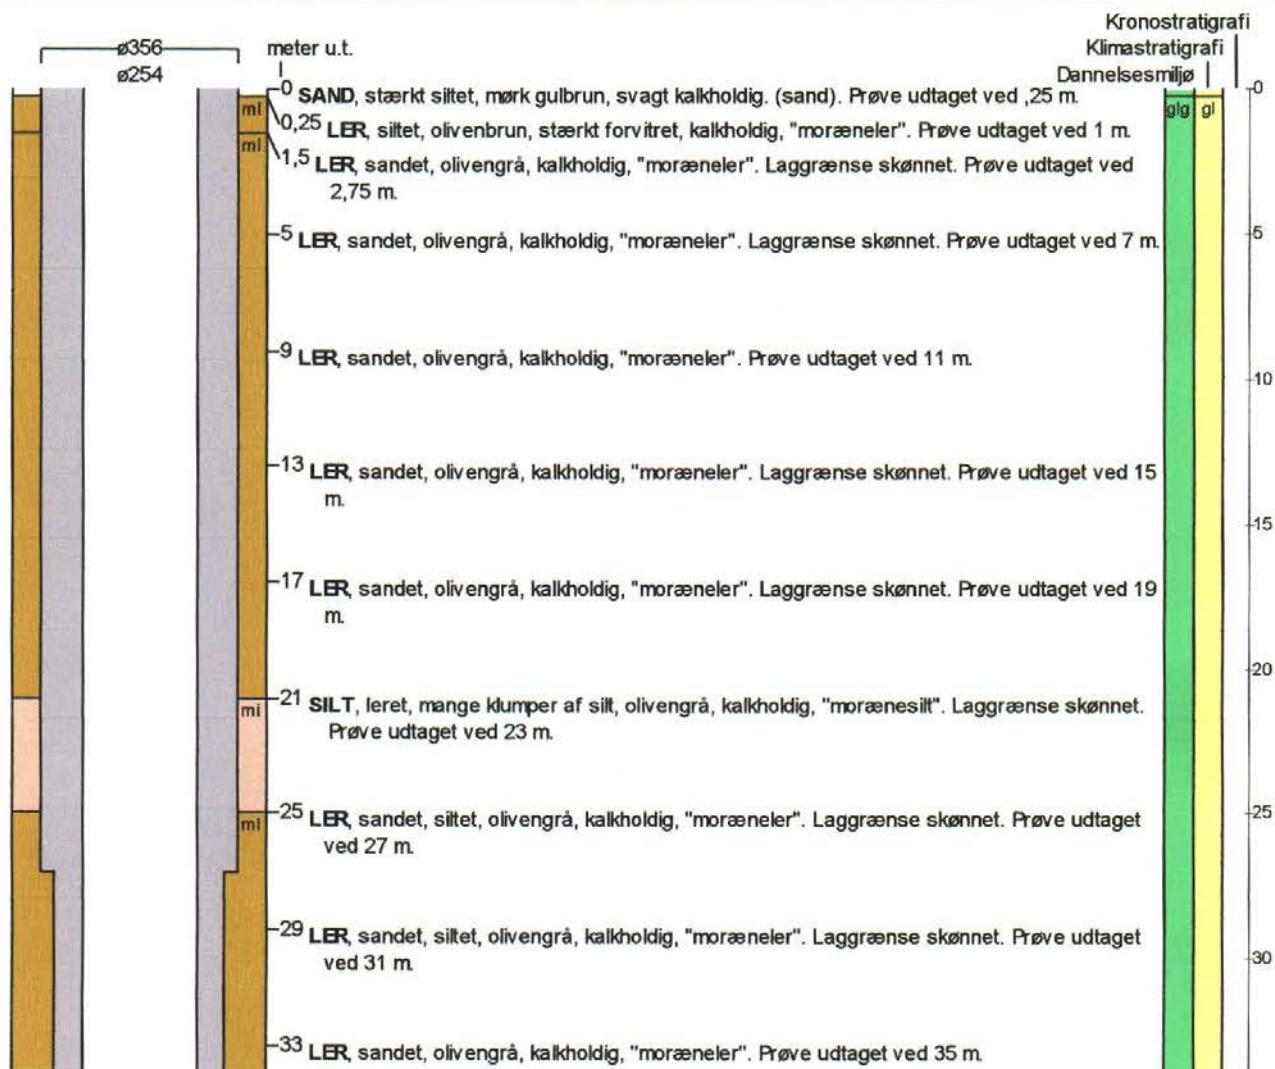 Kronostratigrafi
ø356 meter u.t. Klimastratigrafi
ø254 Dannelsesmiljø
0 SAND, stærkt siltet, mørk gulbrun, svagt kalkholdig. (sand). Prøve udtaget ved ,25 m. 0
ml glg gl
0,25 LER, siltet, olivenbrun, stærkt forvitret, kalkholdig, "moræneler". Prøve udtaget ved 1 m.
ml
1,5 LER, sandet, olivengrå, kalkholdig, "moræneler". Laggrænse skønnet. Prøve udtaget ved
2,75 m.
5 LER, sandet, olivengrå, kalkholdig, "moræneler". Laggrænse skønnet. Prøve udtaget ved 7 m. 5
9 LER, sandet, olivengrå, kalkholdig, "moræneler". Prøve udtaget ved 11 m.
10
13 LER, sandet, olivengrå, kalkholdig, "moræneler". Laggrænse skønnet. Prøve udtaget ved 15
m.
15
17 LER, sandet, olivengrå, kalkholdig, "moræneler". Laggrænse skønnet. Prøve udtaget ved 19
m.
20
21 SILT, leret, mange klumper af silt, olivengrå, kalkholdig, "morænesilt". Laggrænse skønnet.
mi
Prøve udtaget ved 23 m.
25 LER, sandet, siltet, olivengrå, kalkholdig, "moræneler". Laggrænse skønnet. Prøve udtaget 25
ml
ved 27 m.
29 LER, sandet, siltet, olivengrå, kalkholdig, "moræneler". Laggrænse skønnet. Prøve udtaget
ved 31 m. 30
33 LER, sandet, olivengrå, kalkholdig, "moræneler". Prøve udtaget ved 35 m.